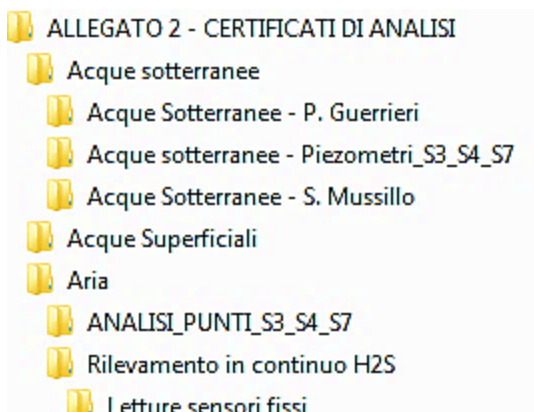 ALLEGATO 2 - CERTIFICATI DI ANALISI
Acque sotterranee
Acque Sotterranee - P. Guerrieri
Acque sotterranee - Piezometri_S3_S4_S7
Acque Sotterranee - S. Mussillo
Acque Superficiali
Aria
ANALISI_PUNTI_S3_S4_S7
Rilevamento in continuo H2S
Letture sensori fissi